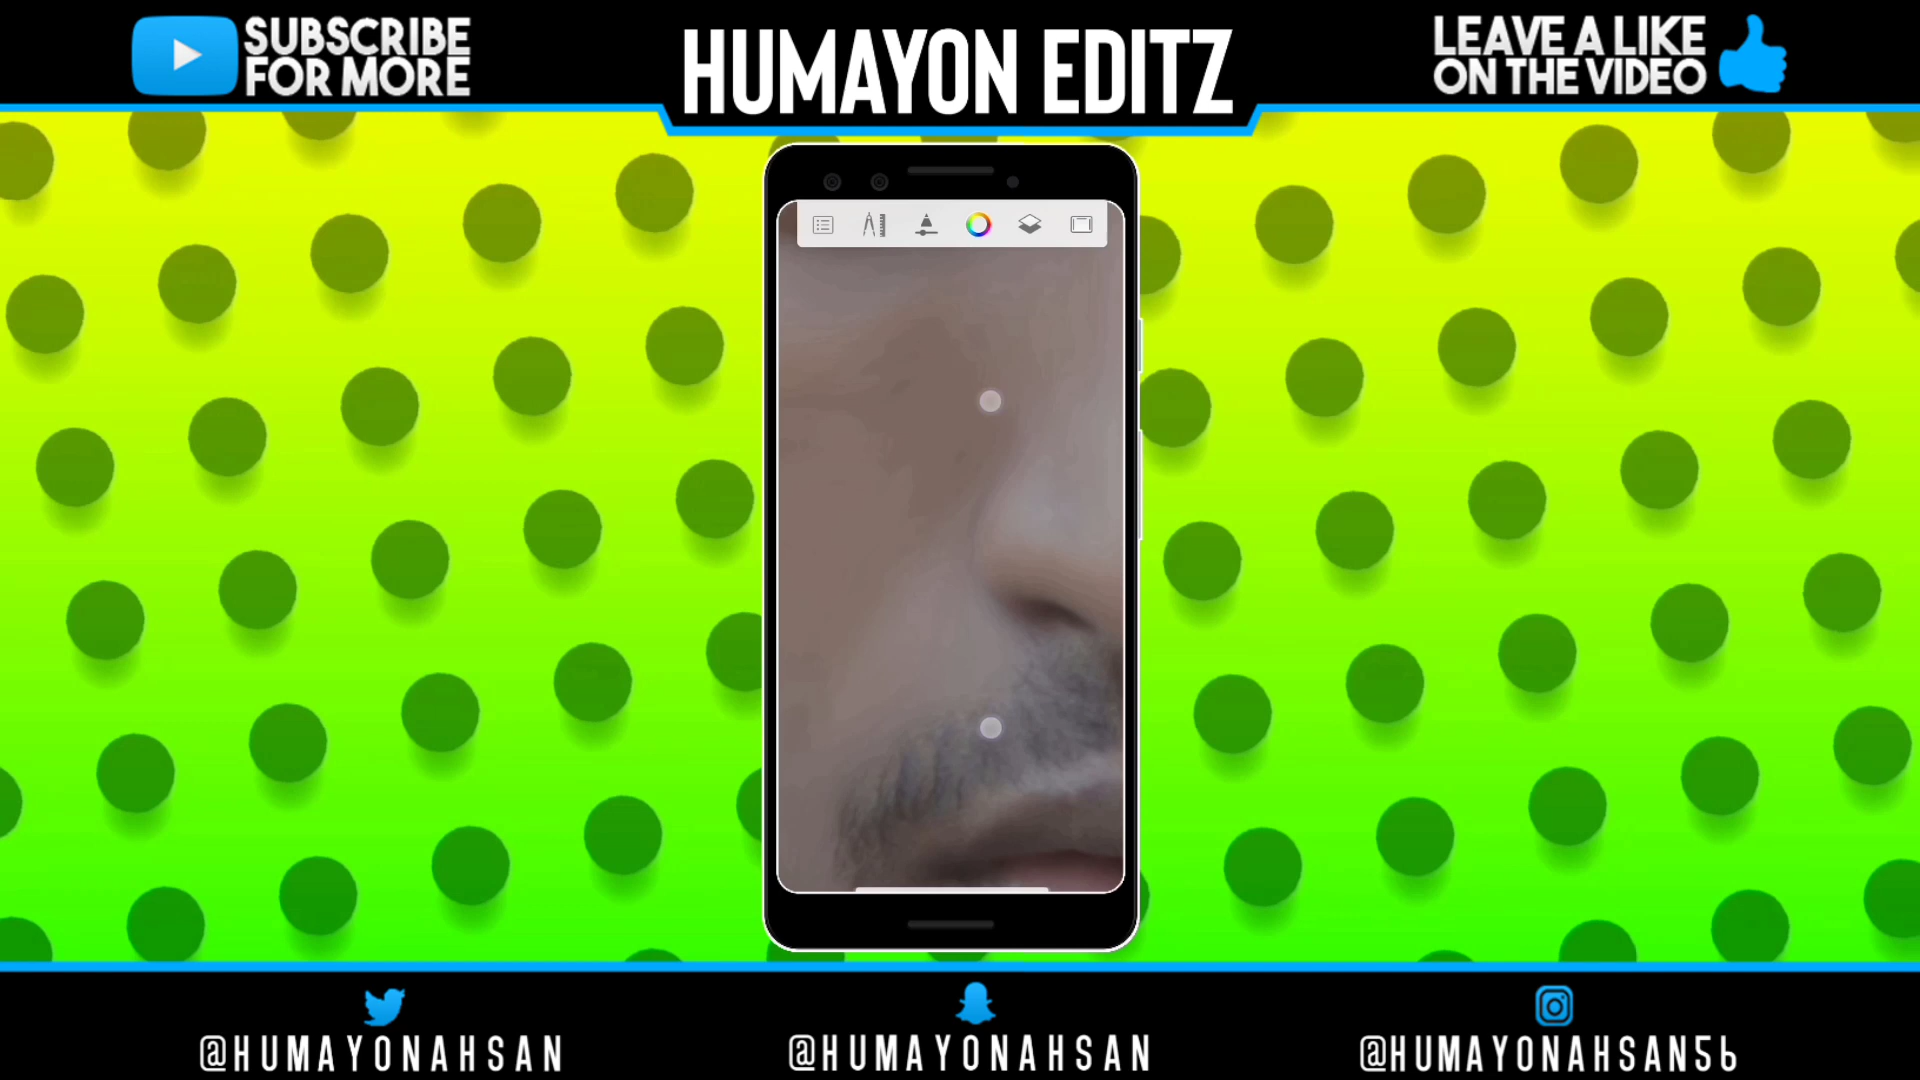 SUBSCRIBE
FOR MORE
HUMAYON EDITZ
LEAVE A LIKE
ON THE VIDEO
@HUMAYONAHSAN
@HUMAYONAHSAN
@HUMAYONAHSAN56